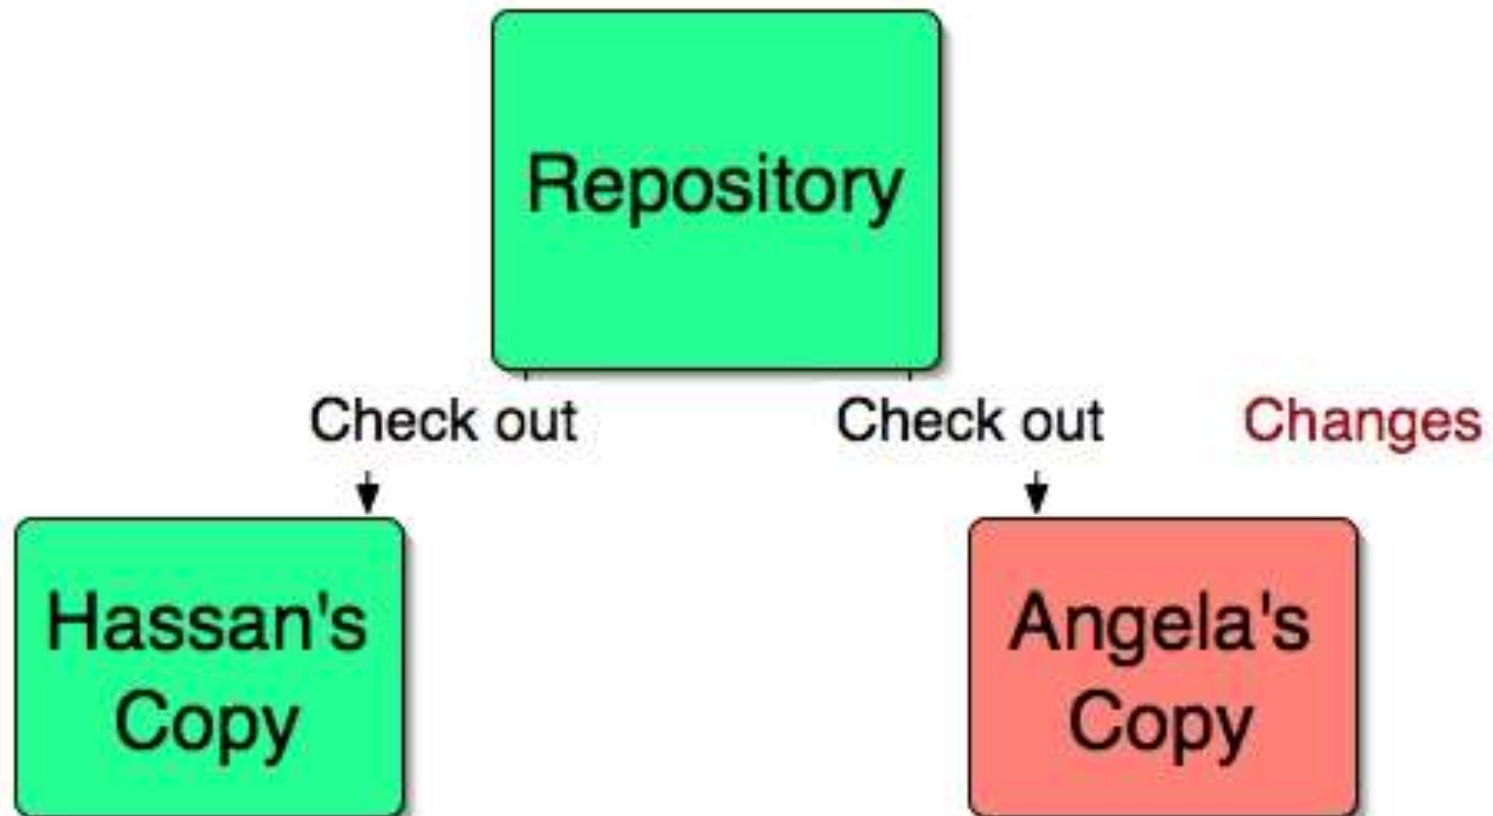 Repository
Check out
Check out
Changes
Hassan's
Copy
Angela's
Copy